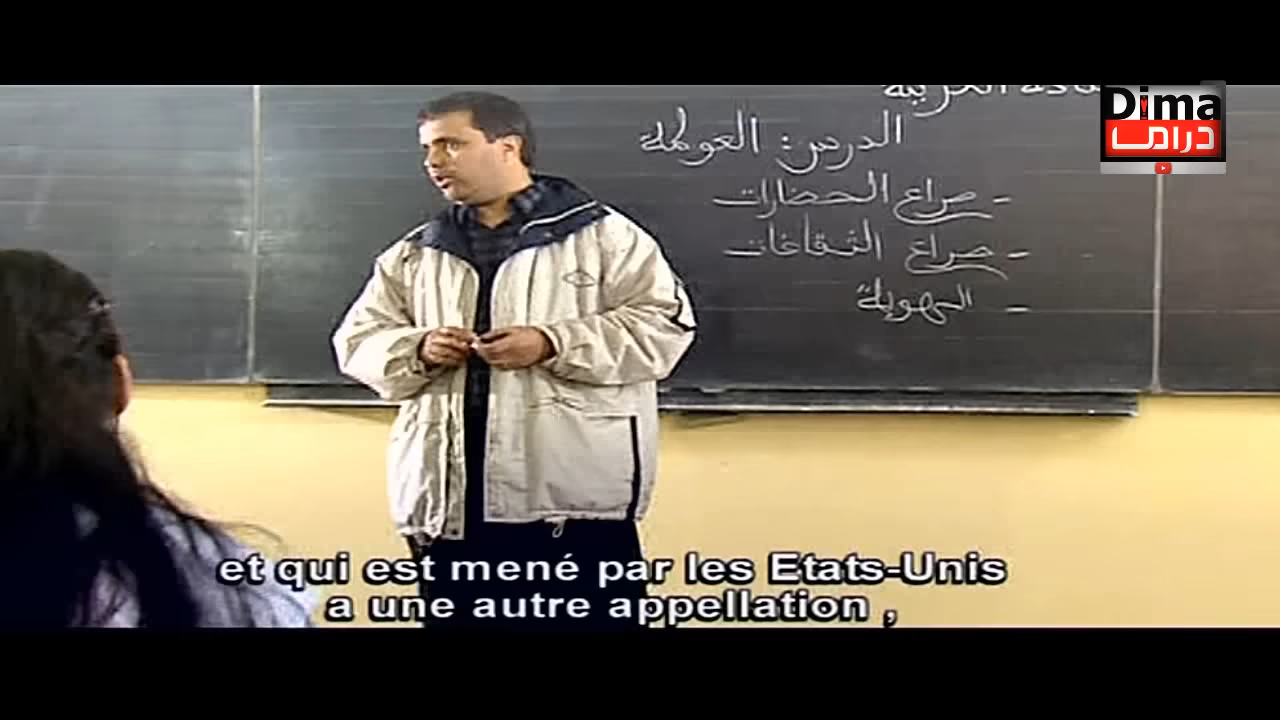 Dima
دراما
الدرس: العولمة
- صراع الحضارات
- صراع الثقافات
- الهوية
et qui est mené par les Etats-Unis
a une autre appellation ,